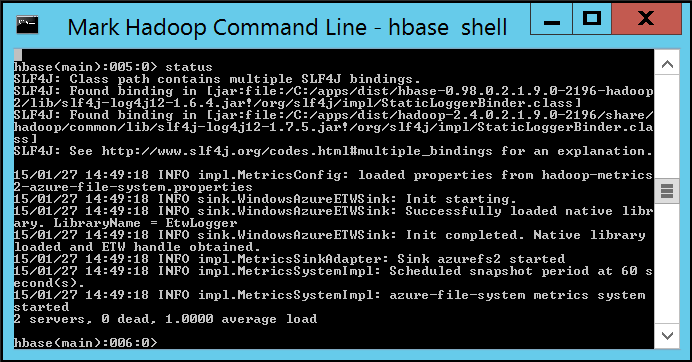 Mark Hadoop Command Line - hbase shell
hbase(main):005:0> status
SLF4J: Class path contains multiple SLF4J bindings.
SLF4J: Found binding in [jar:file:/C:/apps/dist/hbase-0.98.0.2.1.9.0-2196-hadoop
2/lib/slf4j-log4j12-1.6.4.jar!/org/slf4j/impl/StaticLoggerBinder.class]
SLF4J: Found binding in [jar:file:/C:/apps/dist/hadoop-2.4.0.2.1.9.0-2196/share/
hadoop/common/lib/slf4j-log4j12-1.7.5.jar!/org/slf4j/impl/StaticLoggerBinder.cla
ss]
SLF4J: See http://www.slf4j.org/codes.html#multiple_bindings for an explanation.
15/01/27 14:49:18 INFO impl.MetricsConfig: loaded properties from hadoop-metrics
2-azure-file-system.properties
15/01/27 14:49:18 INFO sink.WindowsAzureETWSink: Init starting.
15/01/27 14:49:18 INFO sink.WindowsAzureETWSink: Successfully loaded native libr
ary. LibraryName = EtwLogger
15/01/27 14:49:18 INFO sink.WindowsAzureETWSink: Init completed. Native library
loaded and ETW handle obtained.
15/01/27 14:49:18 INFO impl.MetricsSinkAdapter: Sink azurefs2 started
15/01/27 14:49:18 INFO impl.MetricsSystemImpl: Scheduled snapshot period at 60 s
econd(s).
15/01/27 14:49:18 INFO impl.MetricsSystemImpl: azure-file-system metrics system
started
2 servers, 0 dead, 1.0000 average load
hbase(main):006:0>